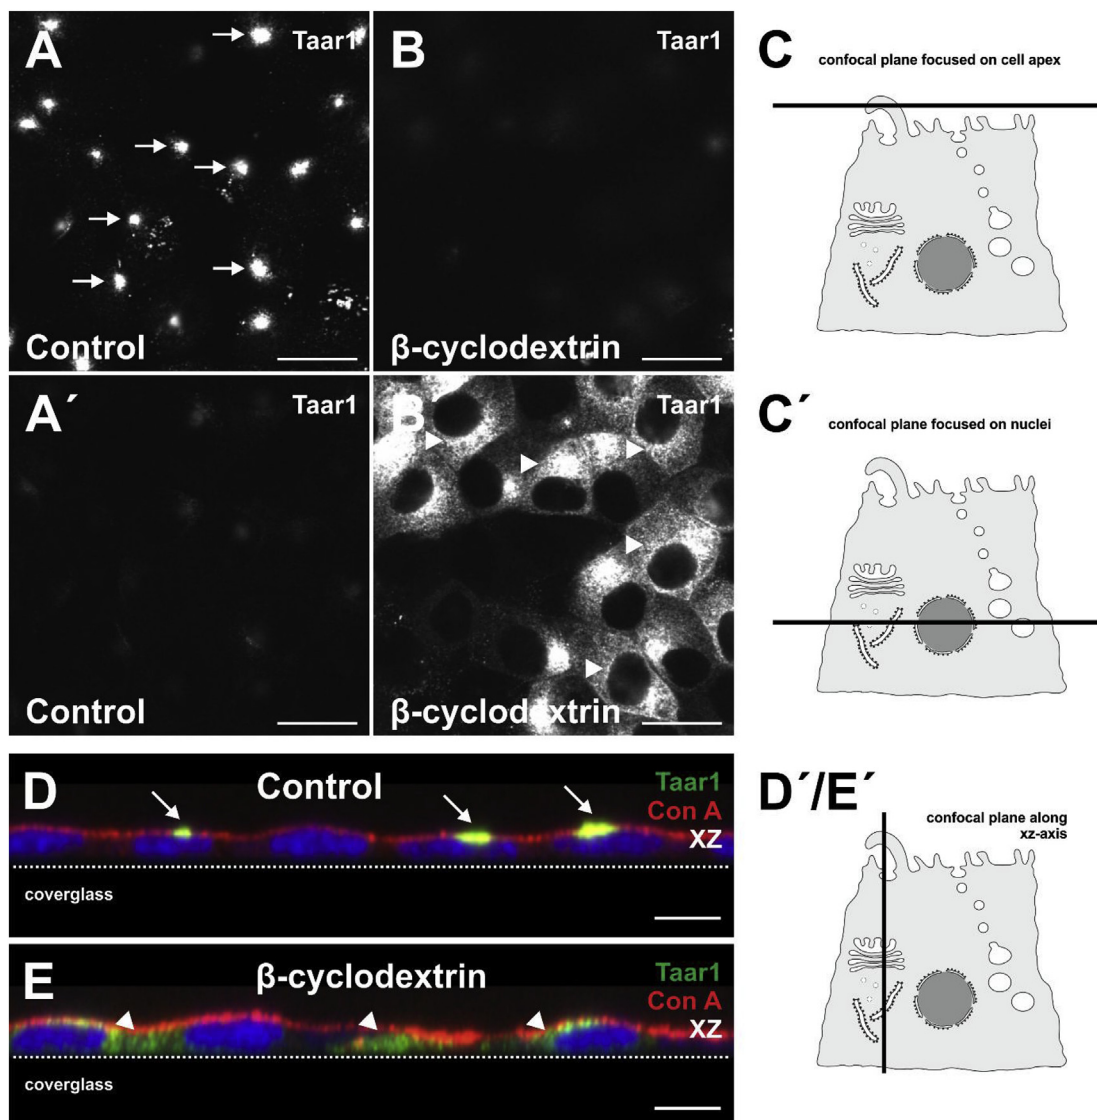 A
Taar1
Control
B
Taar1
β-cyclodextrin
C
confocal plane focused on cell apex
A´
Taar1
Control
B´
Taar1
β-cyclodextrin
C´
confocal plane focused on nuclei
D
Control
Taar1
Con A
XZ
coverglass
D´/E´
confocal plane along
xz-axis
E
β-cyclodextrin
Taar1
Con A
XZ
coverglass